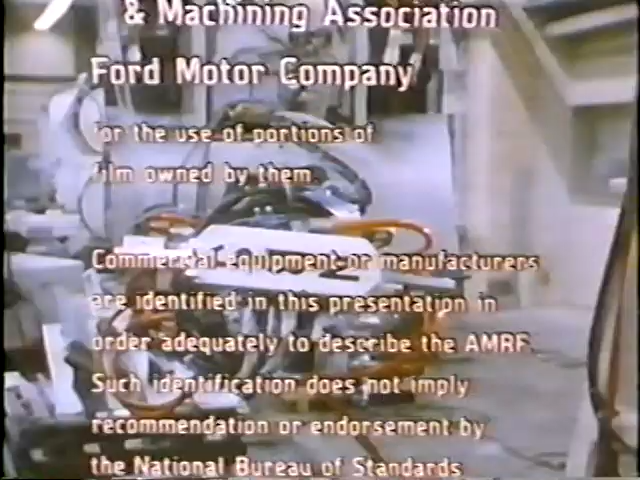 & Machining Association
Ford Motor Company
for the use of portions of
film owned by them.
Commercial equipment or manufacturers
are identified in this presentation in
order adequately to describe the AMRF.
Such identification does not imply
recommendation or endorsement by
the National Bureau of Standards